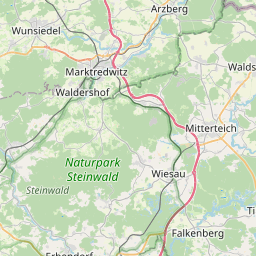 Arzberg
Wunsiedel
Marktredwitz
Walds
Waldershof
Mitterteich
Naturpark
Steinwald
Steinwald
Wiesau
Ti
Falkenberg
Erbendorf